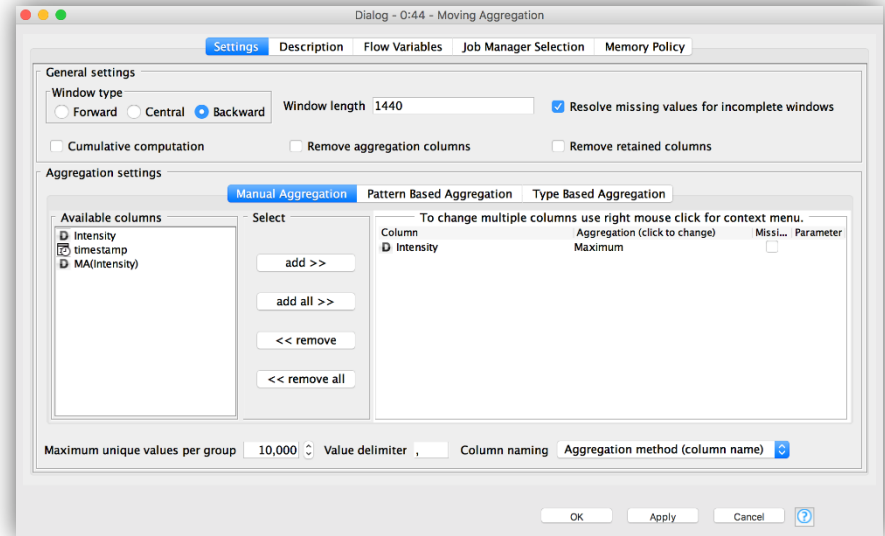 Dialog - 0:44 - Moving Aggregation
Settings Description Flow Variables Job Manager Selection Memory Policy
General settings
Window type
Forward Central Backward
Window length 1440
Resolve missing values for incomplete windows
Cumulative computation Remove aggregation columns Remove retained columns
Aggregation settings
Manual Aggregation Pattern Based Aggregation Type Based Aggregation
Available columns
D Intensity
timestamp
D MA(Intensity)
Select
add >>
add all >>
<< remove
<< remove all
To change multiple columns use right mouse click for context menu.
Column Aggregation (click to change) Missi... Parameter
D Intensity Maximum
Maximum unique values per group 10,000 Value delimiter , Column naming Aggregation method (column name)
OK Apply Cancel ?